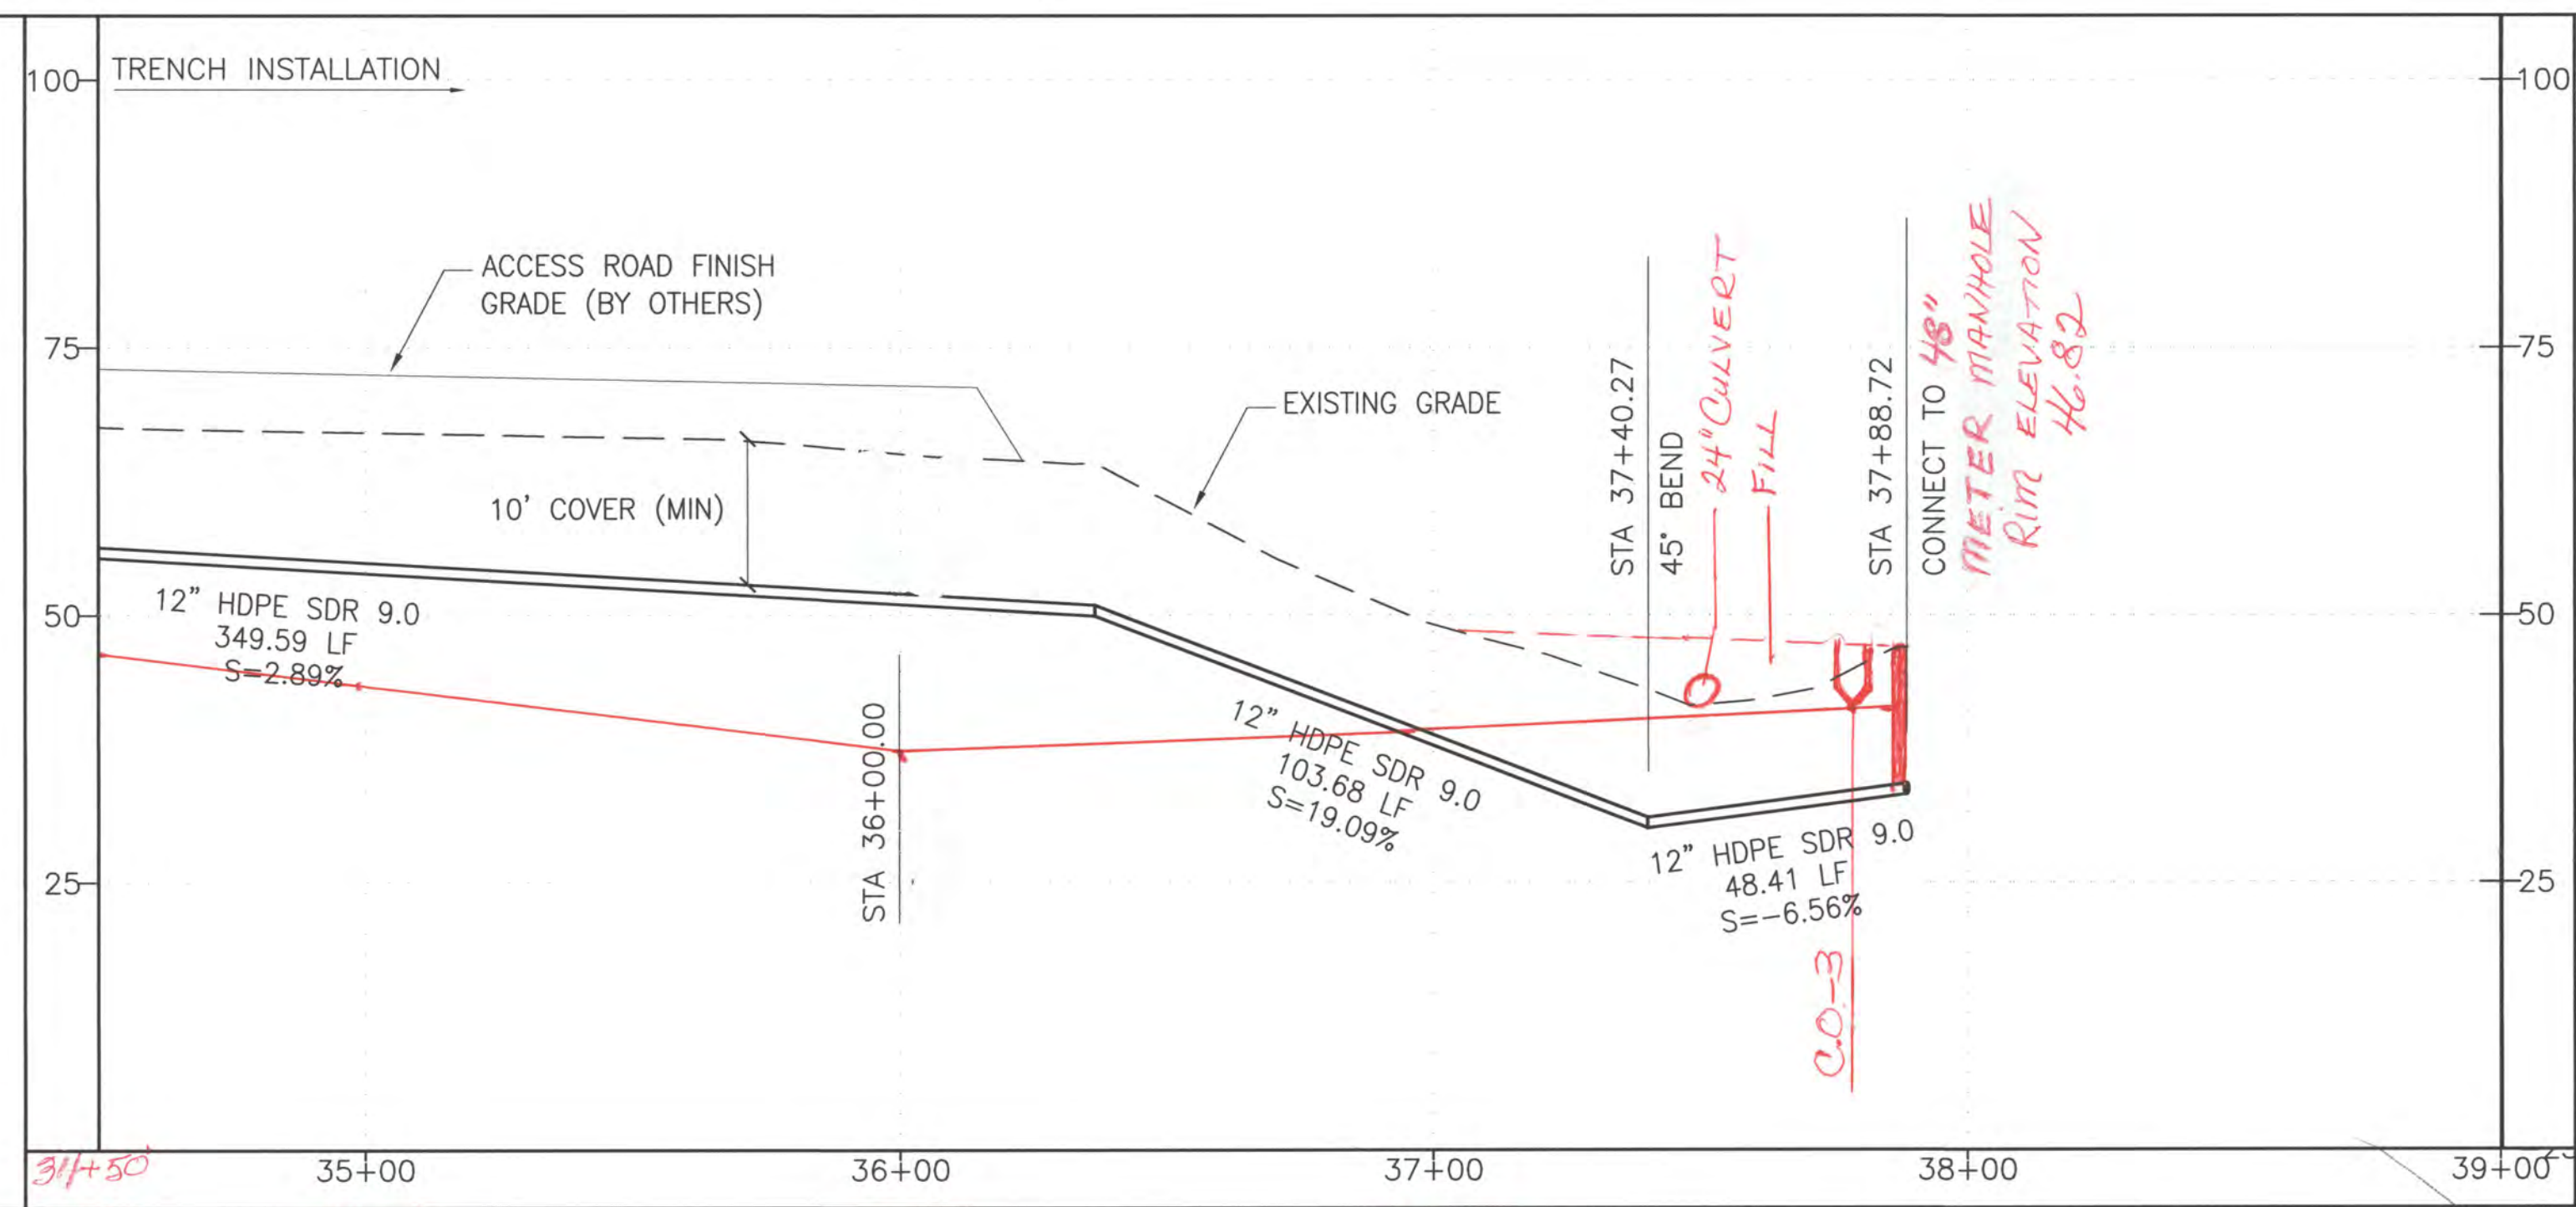 TRENCH INSTALLATION
100
100
ACCESS ROAD FINISH
GRADE (BY OTHERS)
75
75
EXISTING GRADE
10' COVER (MIN)
STA 37+40.27
45° BEND
24" CULVERT
FILL
STA 37+88.72
CONNECT TO 48"
METER MANHOLE
RIM ELEVATION
46.82
50
50
12" HDPE SDR 9.0
349.59 LF
S=2.89%
STA 36+00.00
12" HDPE SDR 9.0
103.68 LF
S=19.09%
12" HDPE SDR 9.0
48.41 LF
S=-6.56%
25
25
C.O.-3
34+50
35+00
36+00
37+00
38+00
39+00